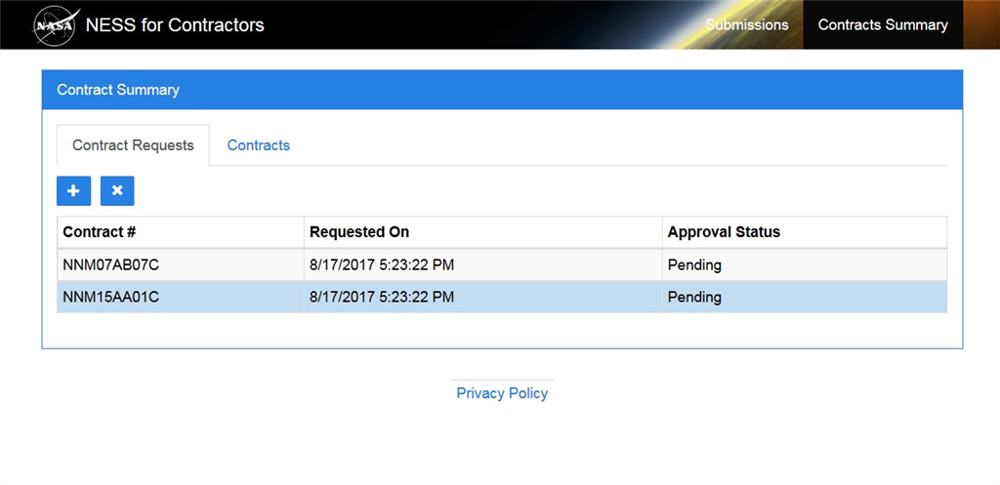 NASA NESS for Contractors Submissions Contracts Summary
Contract Summary
Contract Requests Contracts
Contract # Requested On Approval Status
NNM07AB07C 8/17/2017 5:23:22 PM Pending
NNM15AA01C 8/17/2017 5:23:22 PM Pending
Privacy Policy